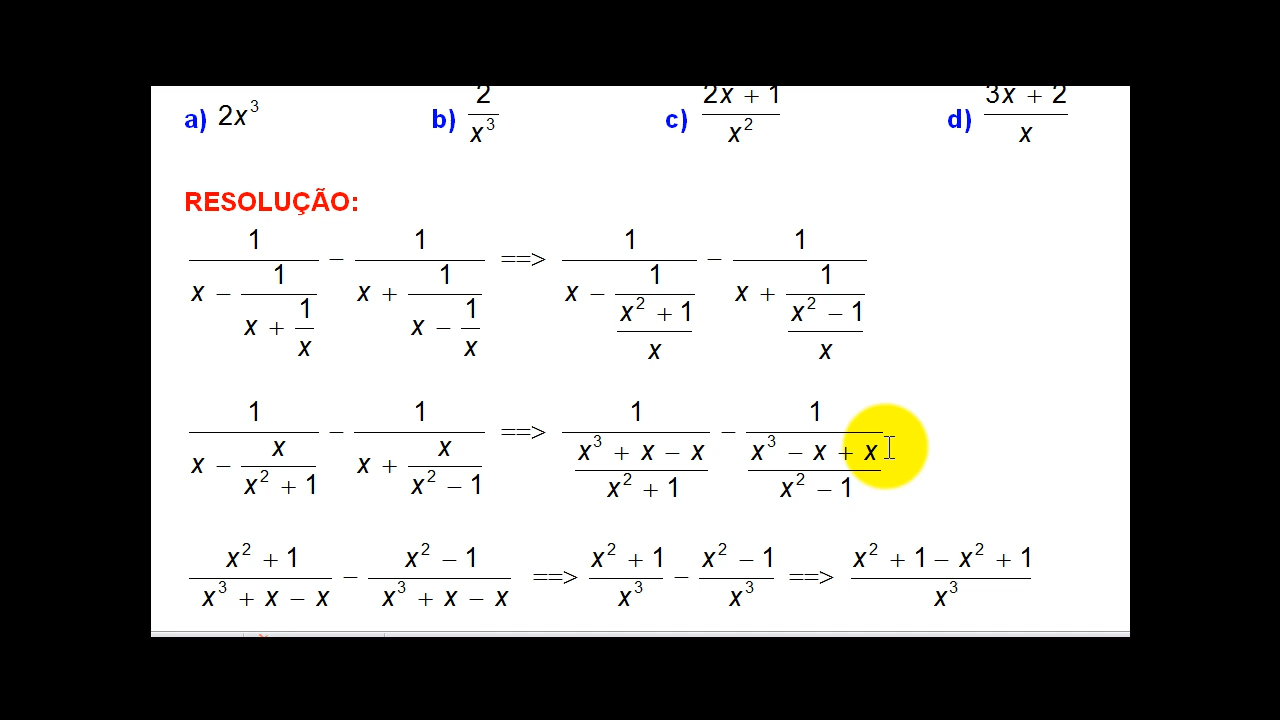 a) 2x³ b) 2/x³ c) (2x + 1)/x² d) (3x + 2)/x
RESOLUÇÃO:
1/(x − 1/(x + 1/x)) − 1/(x + 1/(x − 1/x)) ==> 1/(x − 1/((x² + 1)/x)) − 1/(x + 1/((x² − 1)/x))
1/(x − x/(x² + 1)) − 1/(x + x/(x² − 1)) ==> 1/((x³ + x − x)/(x² + 1)) − 1/((x³ − x + x)/(x² − 1))
(x² + 1)/(x³ + x − x) − (x² − 1)/(x³ + x − x) ==> (x² + 1)/x³ − (x² − 1)/x³ ==> (x² + 1 − x² + 1)/x³